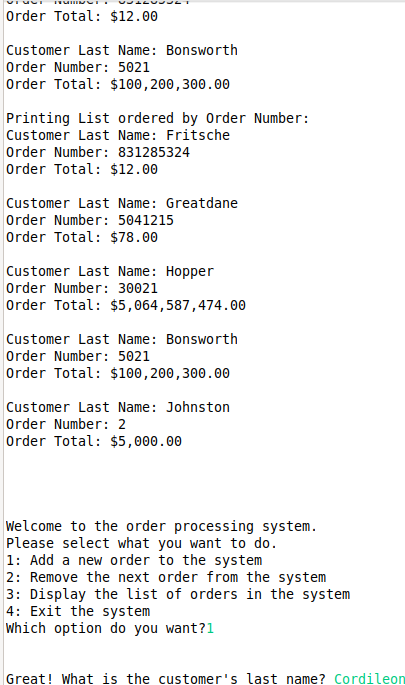 Order Number: 831285324
Order Total: $12.00
Customer Last Name: Bonsworth
Order Number: 5021
Order Total: $100,200,300.00
Printing List ordered by Order Number:
Customer Last Name: Fritsche
Order Number: 831285324
Order Total: $12.00
Customer Last Name: Greatdane
Order Number: 5041215
Order Total: $78.00
Customer Last Name: Hopper
Order Number: 30021
Order Total: $5,064,587,474.00
Customer Last Name: Bonsworth
Order Number: 5021
Order Total: $100,200,300.00
Customer Last Name: Johnston
Order Number: 2
Order Total: $5,000.00
Welcome to the order processing system.
Please select what you want to do.
1: Add a new order to the system
2: Remove the next order from the system
3: Display the list of orders in the system
4: Exit the system
Which option do you want?1
Great! What is the customer's last name? Cordileon